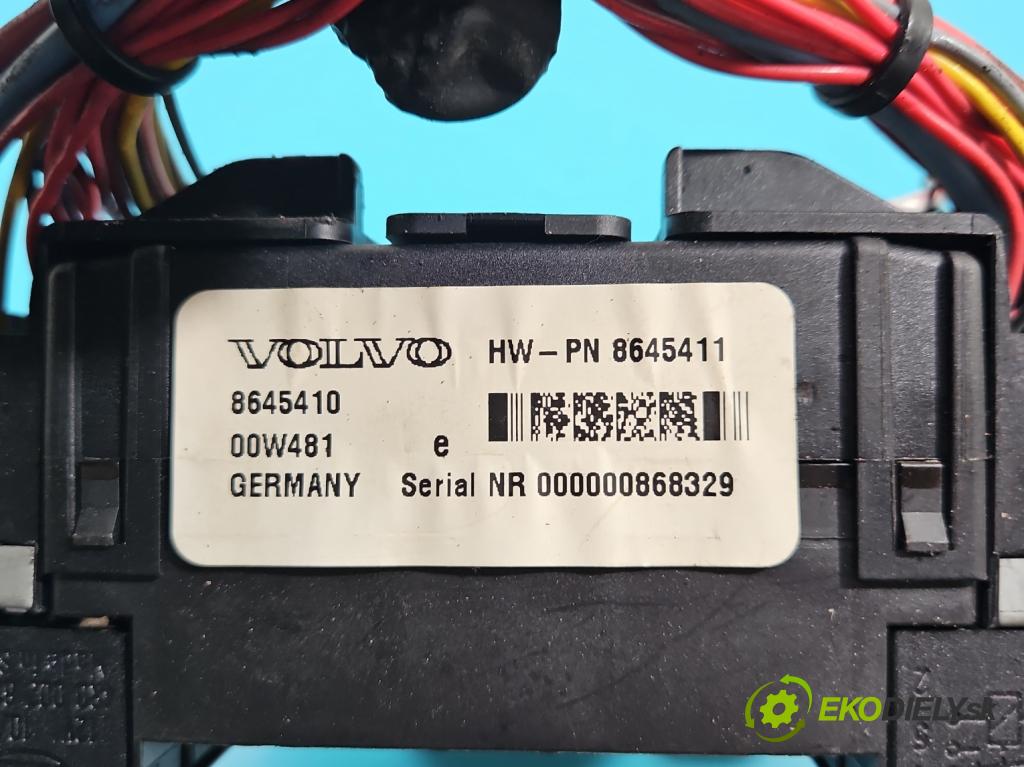 VOLVO HW-PN 8645411
8645410
00W481 e
GERMANY Serial NR 000000868329
EKODIELY.sk